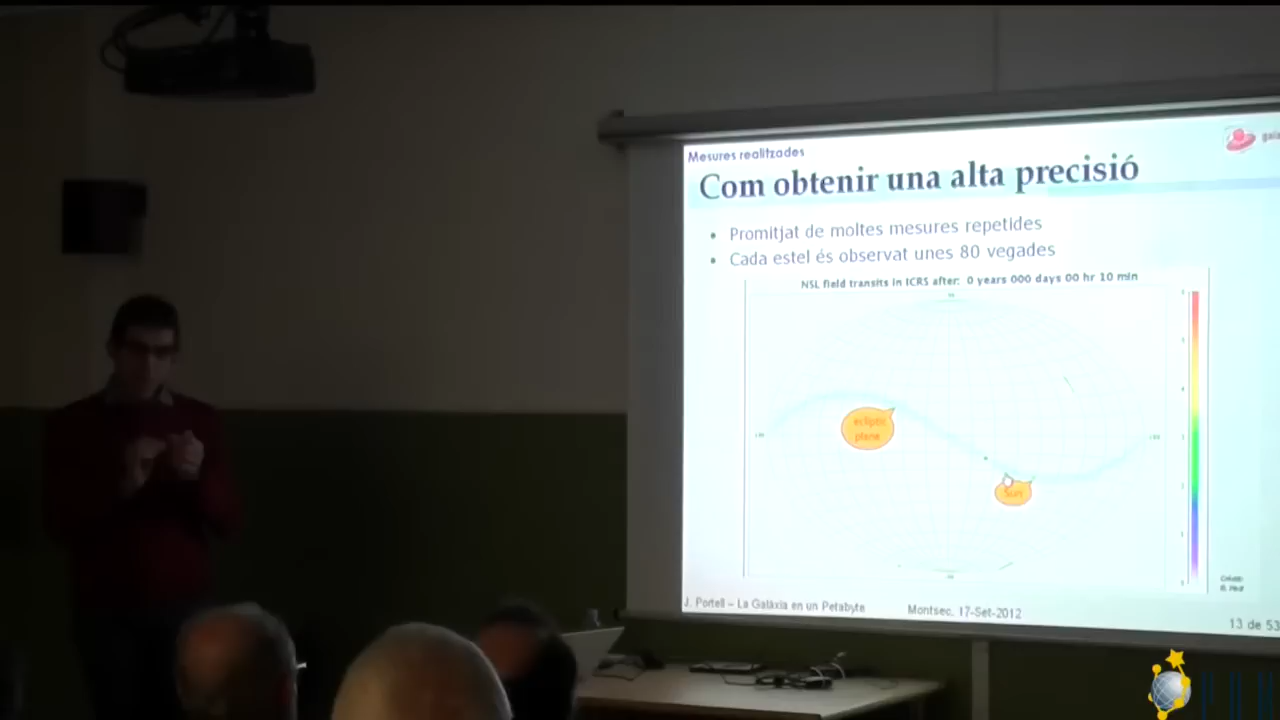 Mesures realitzades
gaia
Com obtenir una alta precisió
• Promitjat de moltes mesures repetides
• Cada estel és observat unes 80 vegades
NSL field transits in ICRS after: 0 years 000 days 00 hr 10 min
ecliptic
plane
Sun
J. Portell – La Galàxia en un Petabyte
Montsec, 17-Set-2012
13 de 53